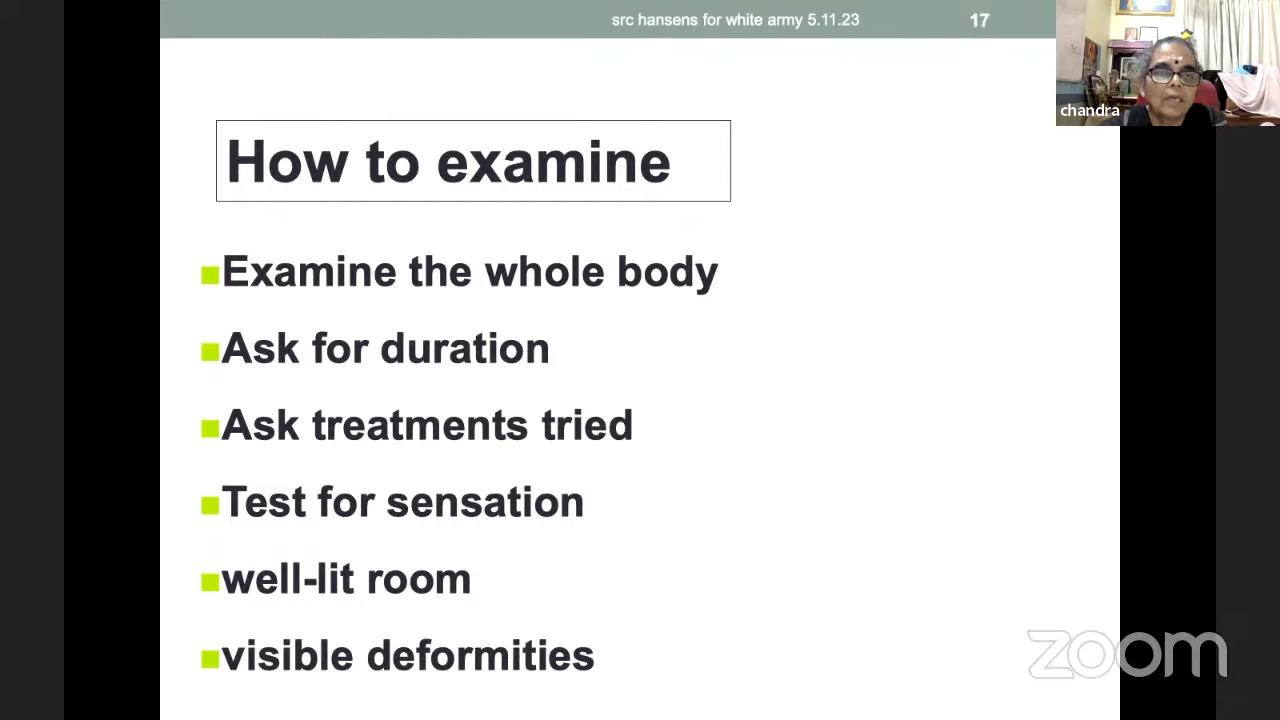 src hansens for white army 5.11.23
17
chandra
How to examine
Examine the whole body
Ask for duration
Ask treatments tried
Test for sensation
well-lit room
visible deformities
zoom